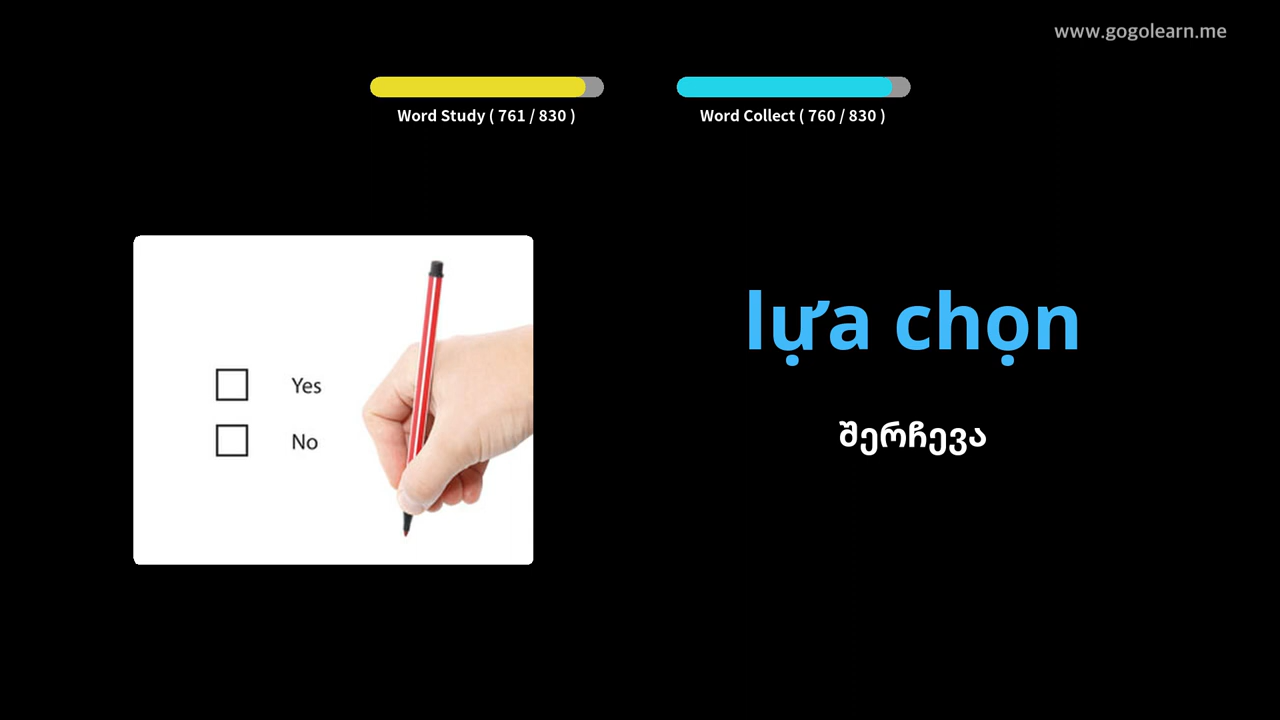 www.gogolearn.me
Word Study ( 761 / 830 )
Word Collect ( 760 / 830 )
Yes
No
lựa chọn
შერჩევა